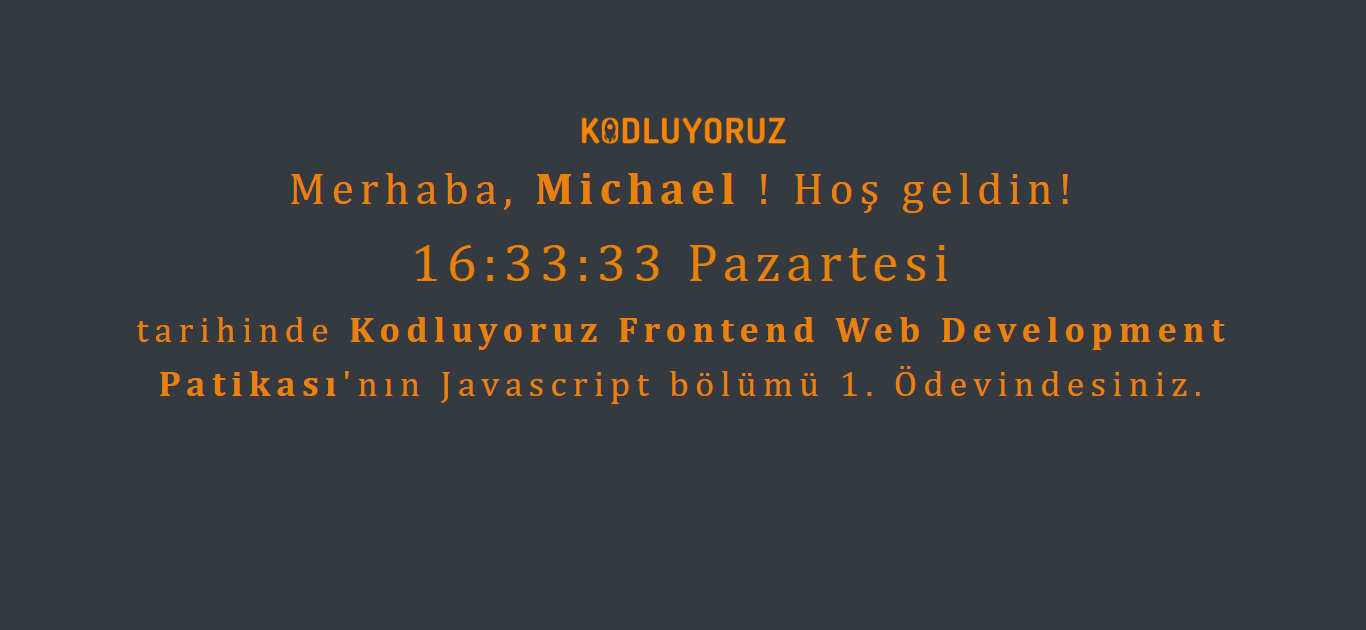 KODLUYORUZ
Merhaba, Michael ! Hoş geldin!
16:33:33 Pazartesi
tarihinde Kodluyoruz Frontend Web Development
Patikası'nın Javascript bölümü 1. Ödevindesiniz.